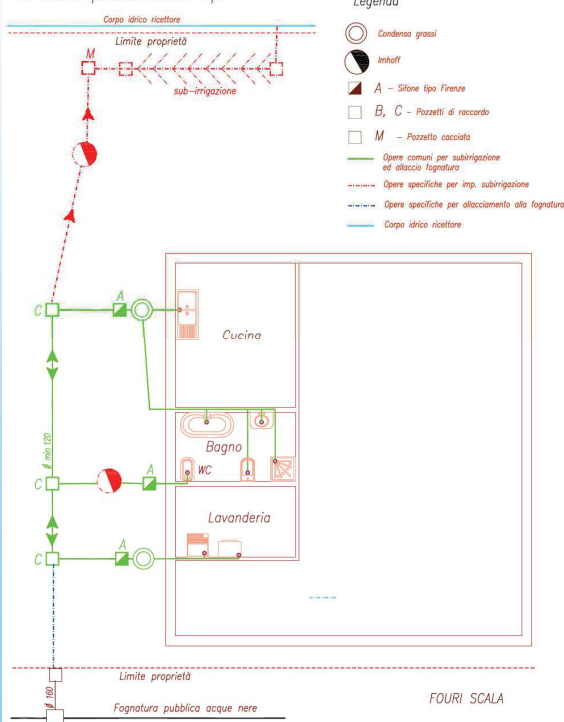 Legenda
Corpo idrico ricettore
Limite proprietà
M
sub-irrigazione
Condensa grassi
Imhoff
A - Sifone tipo Firenze
B, C - Pozzetti di raccordo
M - Pozzetto cacciata
Opere comuni per subirrigazione
ed allaccio fognatura
Opere specifiche per imp. subirrigazione
Opere specifiche per allacciamento alla fognatura
Corpo idrico ricettore
C
A
Cucina
ø min 120
Bagno
WC
C
A
Lavanderia
C
A
Limite proprietà
ø 160
Fognatura pubblica acque nere
FOURI SCALA